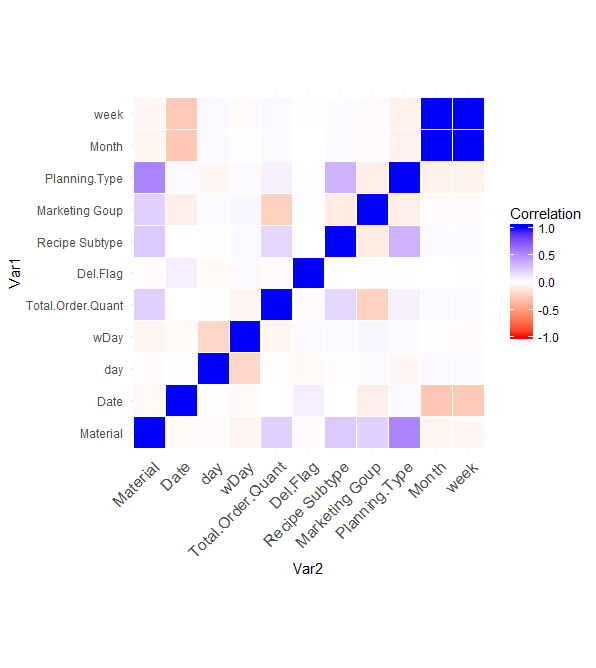 week
Month
Planning.Type
Marketing Goup
Recipe Subtype
Del.Flag
Total.Order.Quant
wDay
day
Date
Material
Var1
Material
Date
day
wDay
Total.Order.Quant
Del.Flag
Recipe Subtype
Marketing Goup
Planning.Type
Month
week
Var2
Correlation
1.0
0.5
0.0
-0.5
-1.0